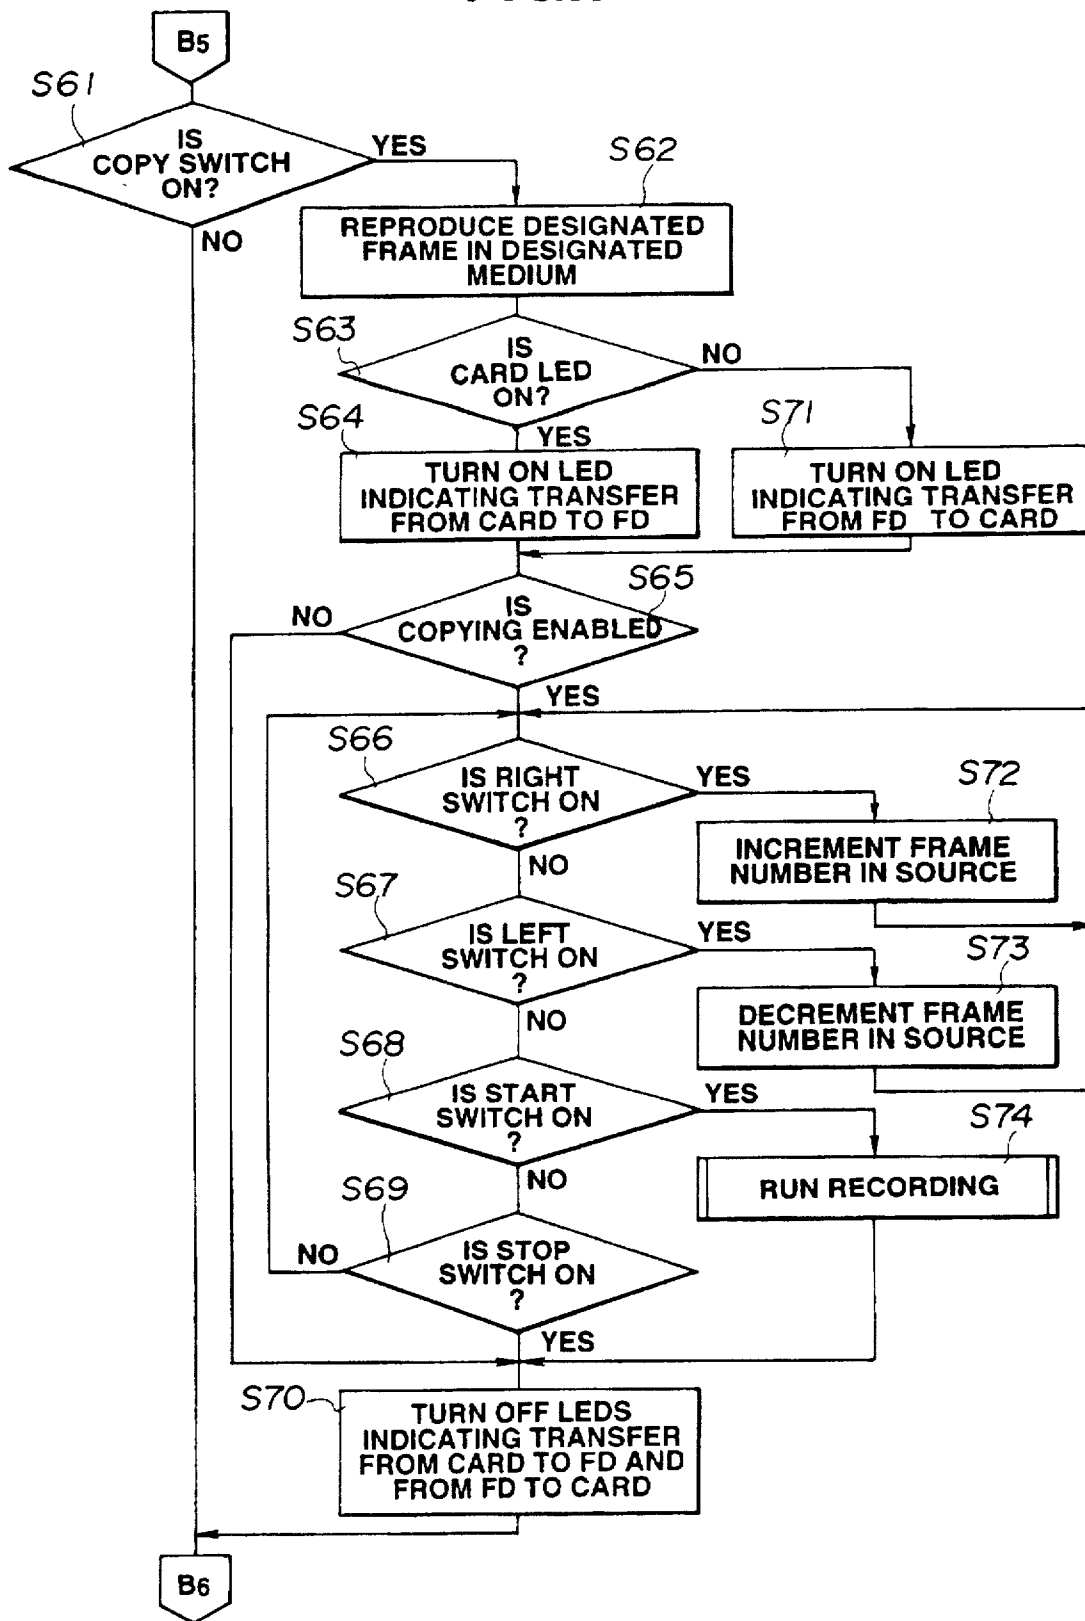 B5
S61
IS
COPY SWITCH
ON?
YES
NO
S62
REPRODUCE DESIGNATED
FRAME IN DESIGNATED
MEDIUM
S63
IS
CARD LED
ON?
NO
YES
S64
TURN ON LED
INDICATING TRANSFER
FROM CARD TO FD
S71
TURN ON LED
INDICATING TRANSFER
FROM FD TO CARD
S65
IS
COPYING ENABLED
?
NO
YES
S66
IS RIGHT
SWITCH ON
?
YES
NO
S72
INCREMENT FRAME
NUMBER IN SOURCE
S67
IS LEFT
SWITCH ON
?
YES
NO
S73
DECREMENT FRAME
NUMBER IN SOURCE
S68
IS START
SWITCH ON
?
YES
NO
S74
RUN RECORDING
S69
IS STOP
SWITCH ON
?
NO
YES
S70
TURN OFF LEDS
INDICATING TRANSFER
FROM CARD TO FD AND
FROM FD TO CARD
B6